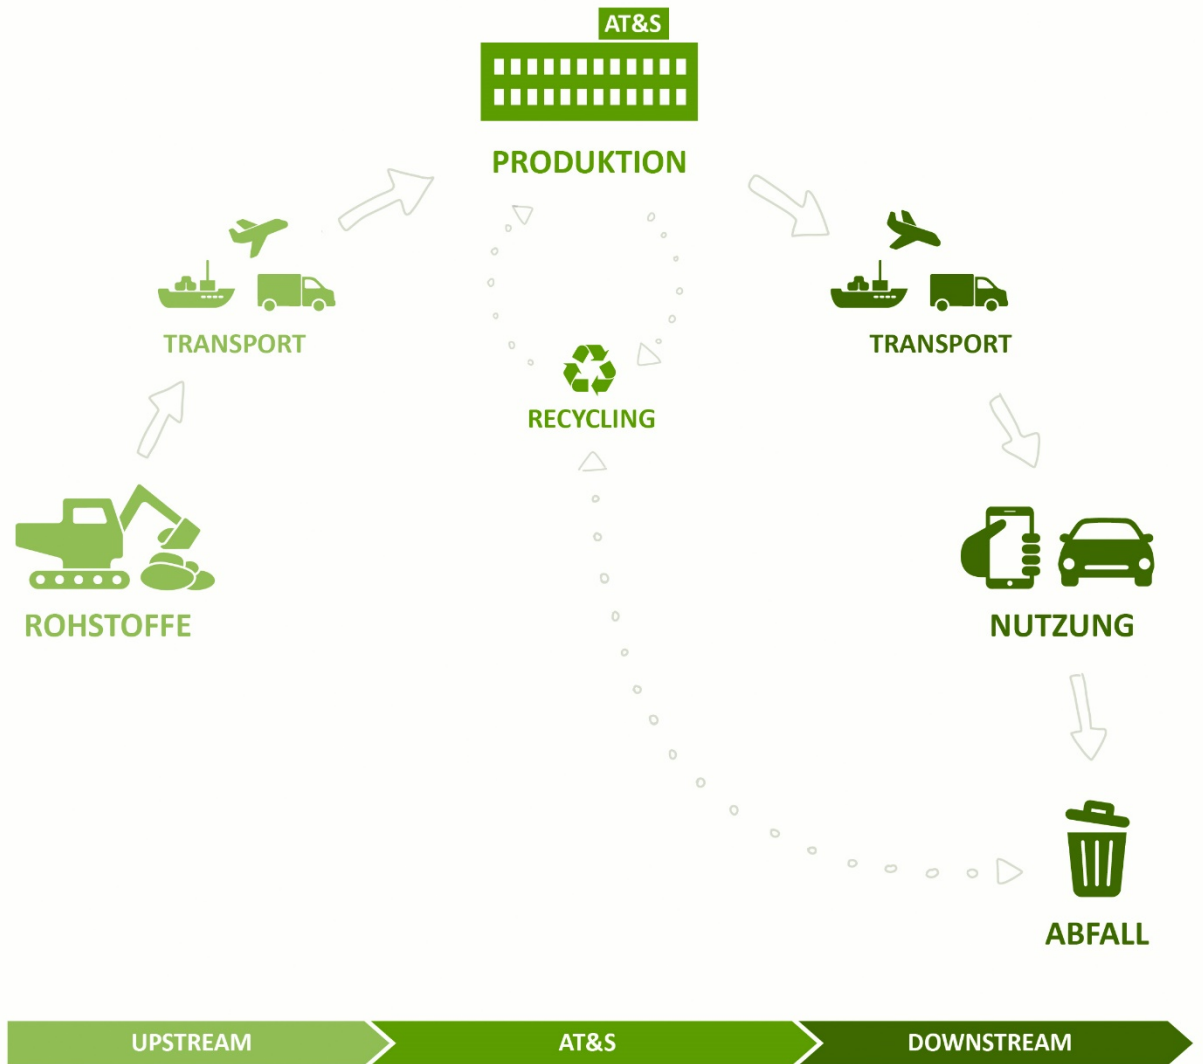 AT&S
PRODUKTION
TRANSPORT
TRANSPORT
RECYCLING
ROHSTOFFE
NUTZUNG
ABFALL
UPSTREAM
AT&S
DOWNSTREAM